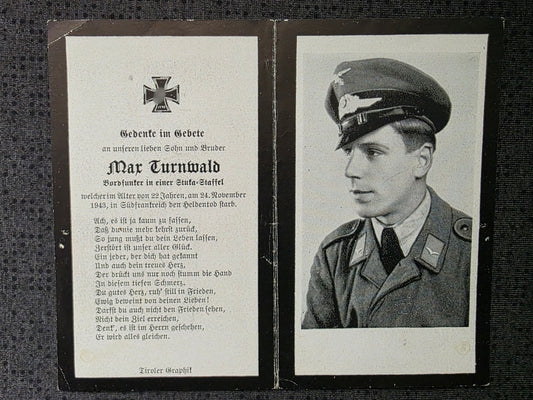 Gedenke im Gebete
an unseren lieben Sohn und Bruder
Max Turnwald
Bordfunker in einer Stuka-Staffel
welcher im Alter von 22 Jahren, am 24. November
1943, in Südfrankreich den Heldentod starb.
Ach, es ist ja kaum zu fassen,
Daß du nie mehr kehrst zurück,
So jung mußt du dein Leben lassen,
Zerstört ist unser aller Glück.
Ein jeder, der dich hat gekannt
Und auch dein treues Herz,
Der drückt uns nur noch stumm die Hand
In diesem tiefen Schmerz.
Du gutes Herz, ruh' still in Frieden,
Ewig beweint von deinen Lieben!
Darfst du auch nicht den Frieden sehen,
Nicht dein Ziel erreichen,
Denk', es ist im Herrn geschehen,
Er wird alles gleichen.
Tiroler Graphik